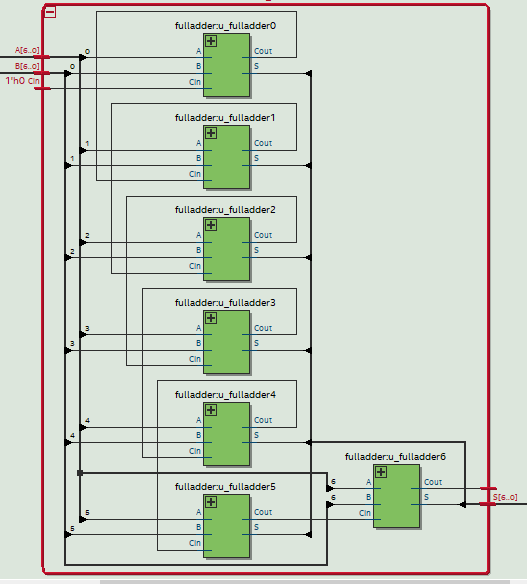 fulladder:u_fulladder0
A[6..0]
0
A
Cout
B[6..0]
0
B
S
1'h0 Cin
Cin
fulladder:u_fulladder1
1
A
Cout
1
B
S
Cin
fulladder:u_fulladder2
2
A
Cout
2
B
S
Cin
fulladder:u_fulladder3
3
A
Cout
3
B
S
Cin
fulladder:u_fulladder4
4
A
Cout
4
B
S
Cin
fulladder:u_fulladder6
6
A
Cout
6
B
S
S[6..0]
Cin
fulladder:u_fulladder5
5
A
Cout
5
B
S
Cin